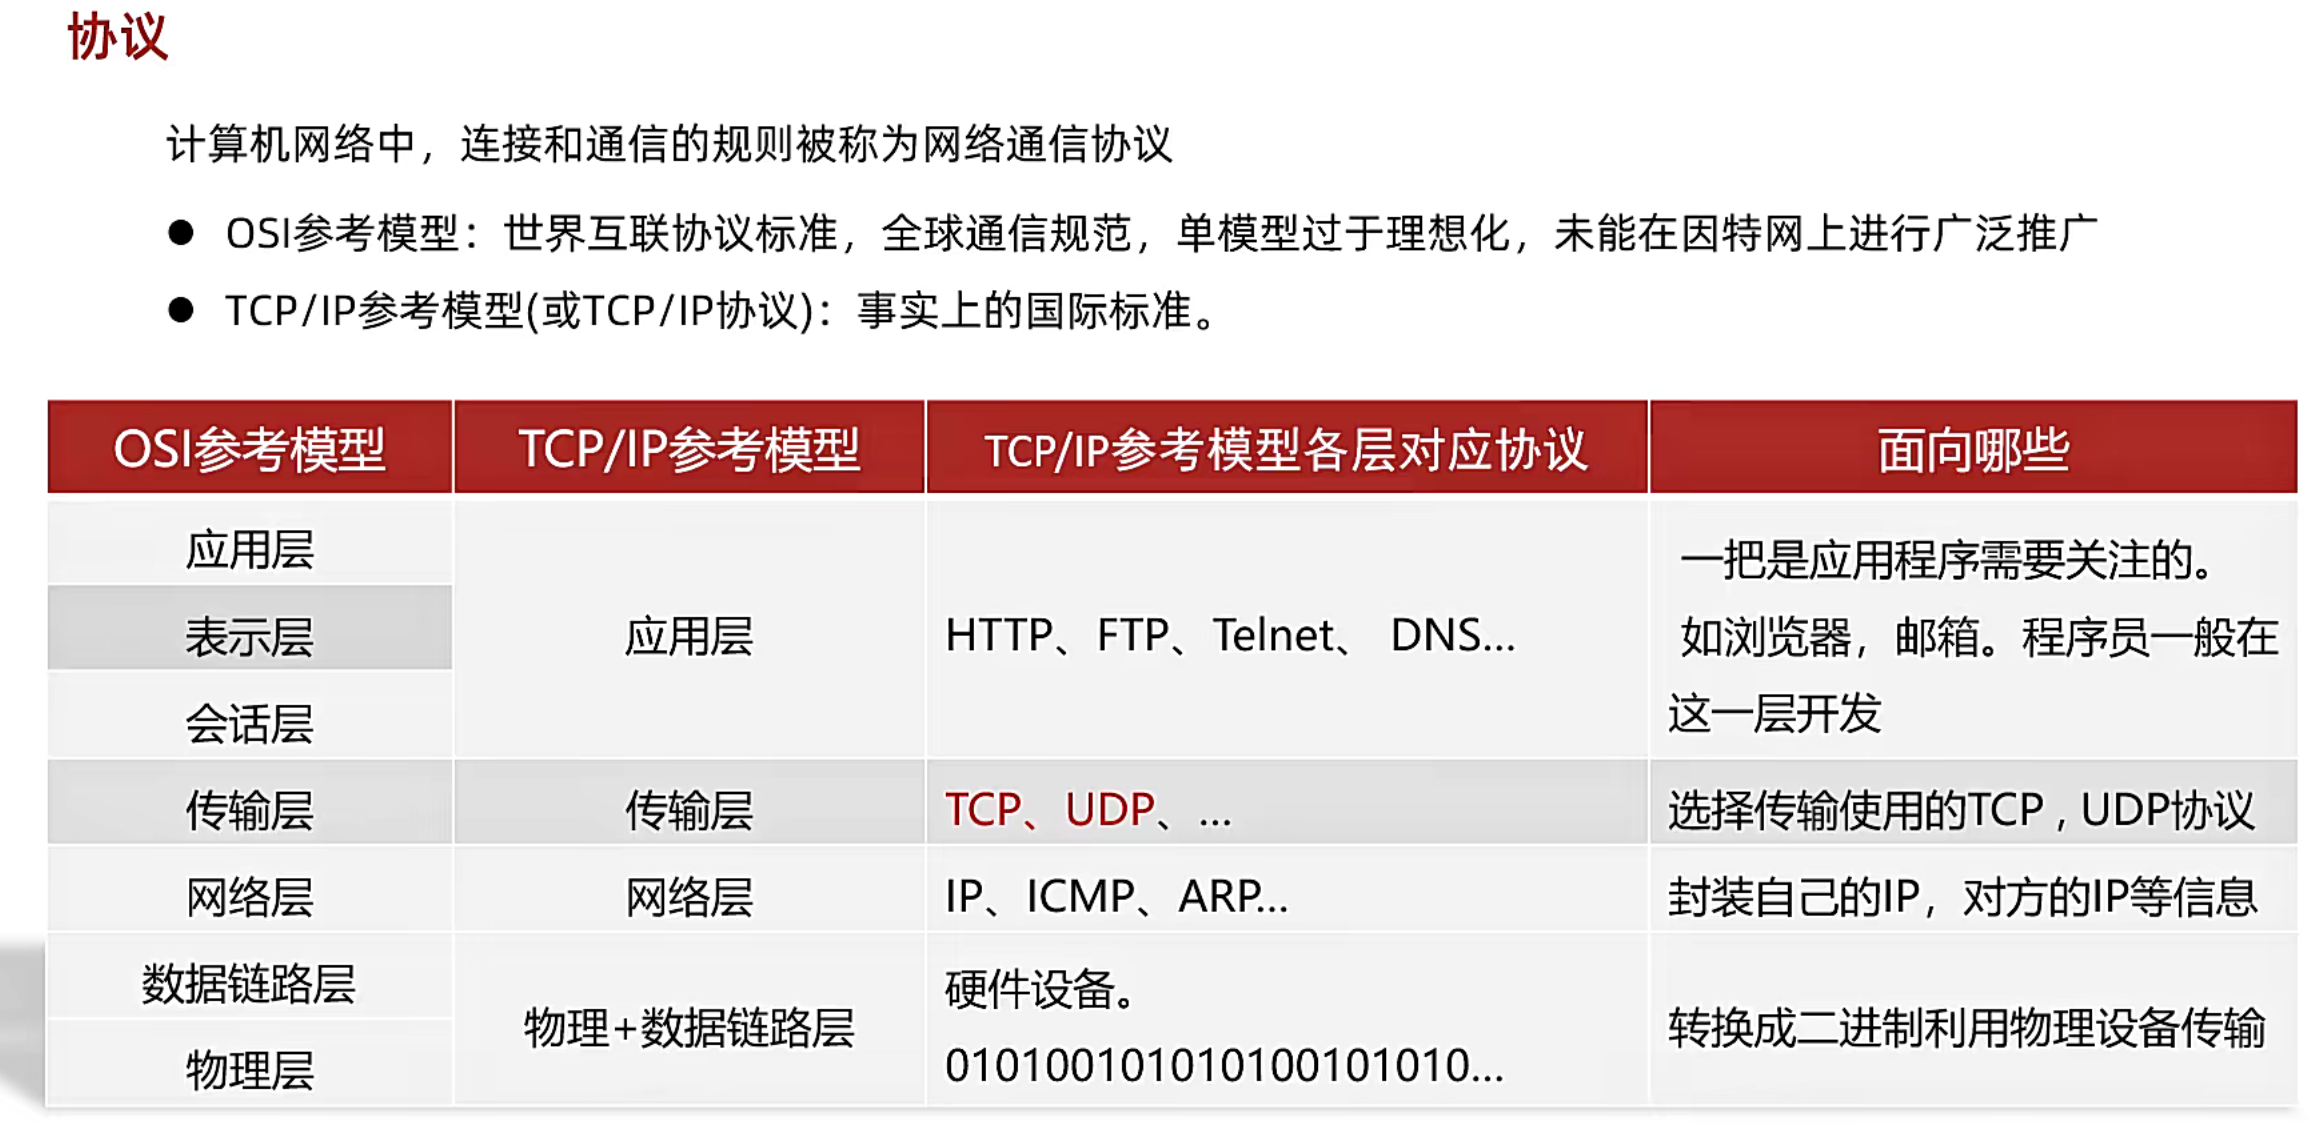 协议
计算机网络中，连接和通信的规则被称为网络通信协议
● OSI参考模型：世界互联协议标准，全球通信规范，单模型过于理想化，未能在因特网上进行广泛推广
● TCP/IP参考模型(或TCP/IP协议)：事实上的国际标准。
OSI参考模型 TCP/IP参考模型 TCP/IP参考模型各层对应协议 面向哪些
应用层
表示层
会话层
应用层
HTTP、FTP、Telnet、 DNS...
一把是应用程序需要关注的。
如浏览器，邮箱。程序员一般在
这一层开发
传输层 传输层 TCP、UDP、... 选择传输使用的TCP , UDP协议
网络层 网络层 IP、ICMP、ARP... 封装自己的IP，对方的IP等信息
数据链路层
物理层
物理+数据链路层
硬件设备。
010100101010100101010...
转换成二进制利用物理设备传输